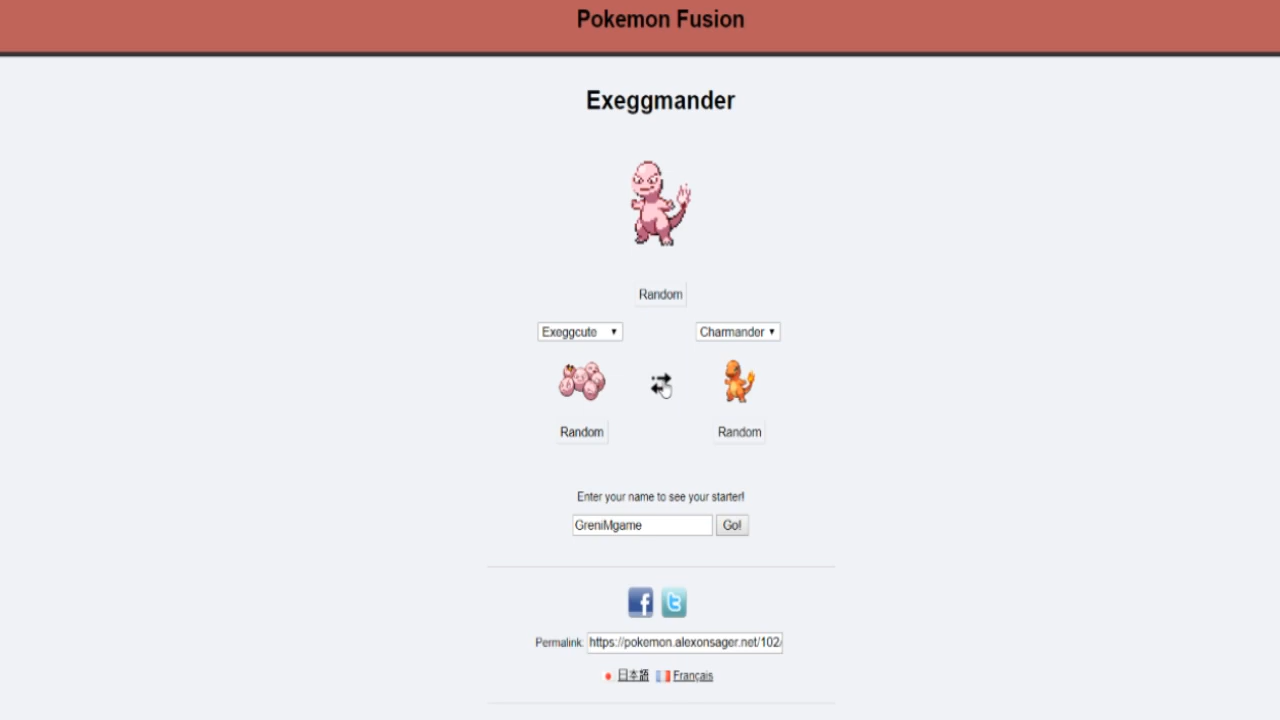 Pokemon Fusion
Exeggmander
Random
Exeggcute
Charmander
Random
Random
Enter your name to see your starter!
GreniMgame Go!
Permalink: https://pokemon.alexonsager.net/102/
日本語 Français